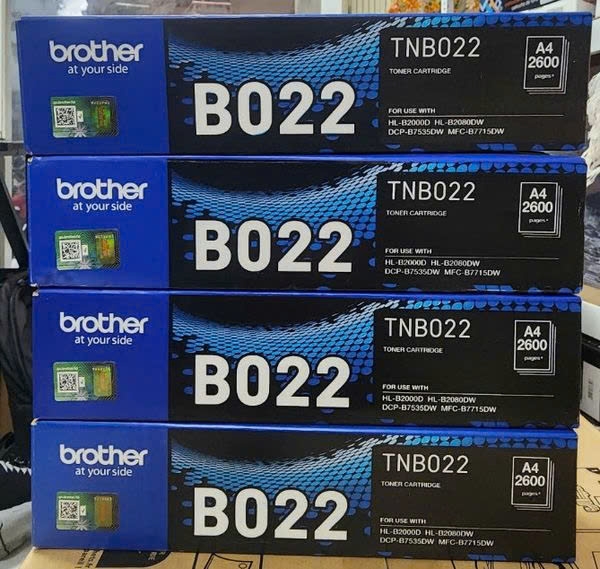 brother
at your side
B022
TNB022
TONER CARTRIDGE
A4
2600
pages*
FOR USE WITH
HL-B2000D HL-B2080DW
DCP-B7535DW MFC-B7715DW
brother
at your side
B022
TNB022
TONER CARTRIDGE
A4
2600
pages*
FOR USE WITH
HL-B2000D HL-B2080DW
DCP-B7535DW MFC-B7715DW
brother
at your side
B022
TNB022
TONER CARTRIDGE
A4
2600
pages*
FOR USE WITH
HL-B2000D HL-B2080DW
DCP-B7535DW MFC-B7715DW
brother
at your side
B022
TNB022
TONER CARTRIDGE
A4
2600
pages*
FOR USE WITH
HL-B2000D HL-B2080DW
DCP-B7535DW MFC-B7715DW